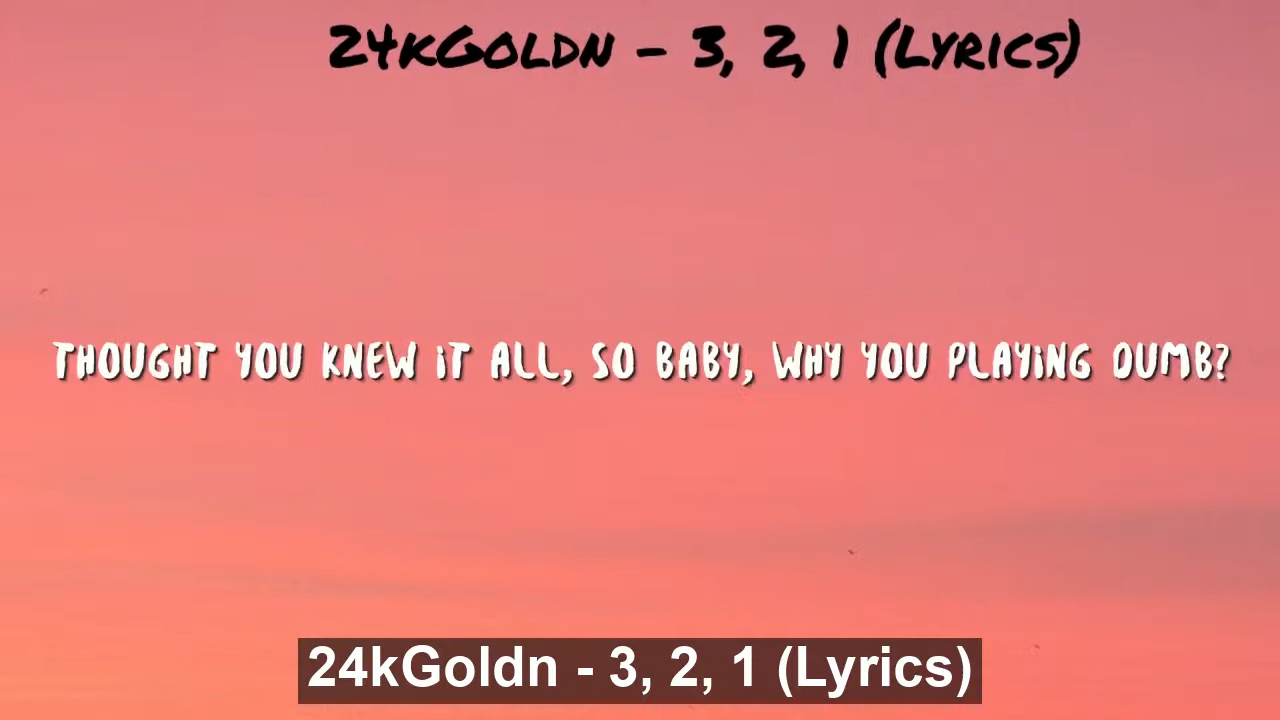 24kGoldn - 3, 2, 1 (Lyrics)
THOUGHT YOU KNEW iT ALL, SO BABY, WHY YOU PLAYiNG DUMB?
24kGoldn - 3, 2, 1 (Lyrics)